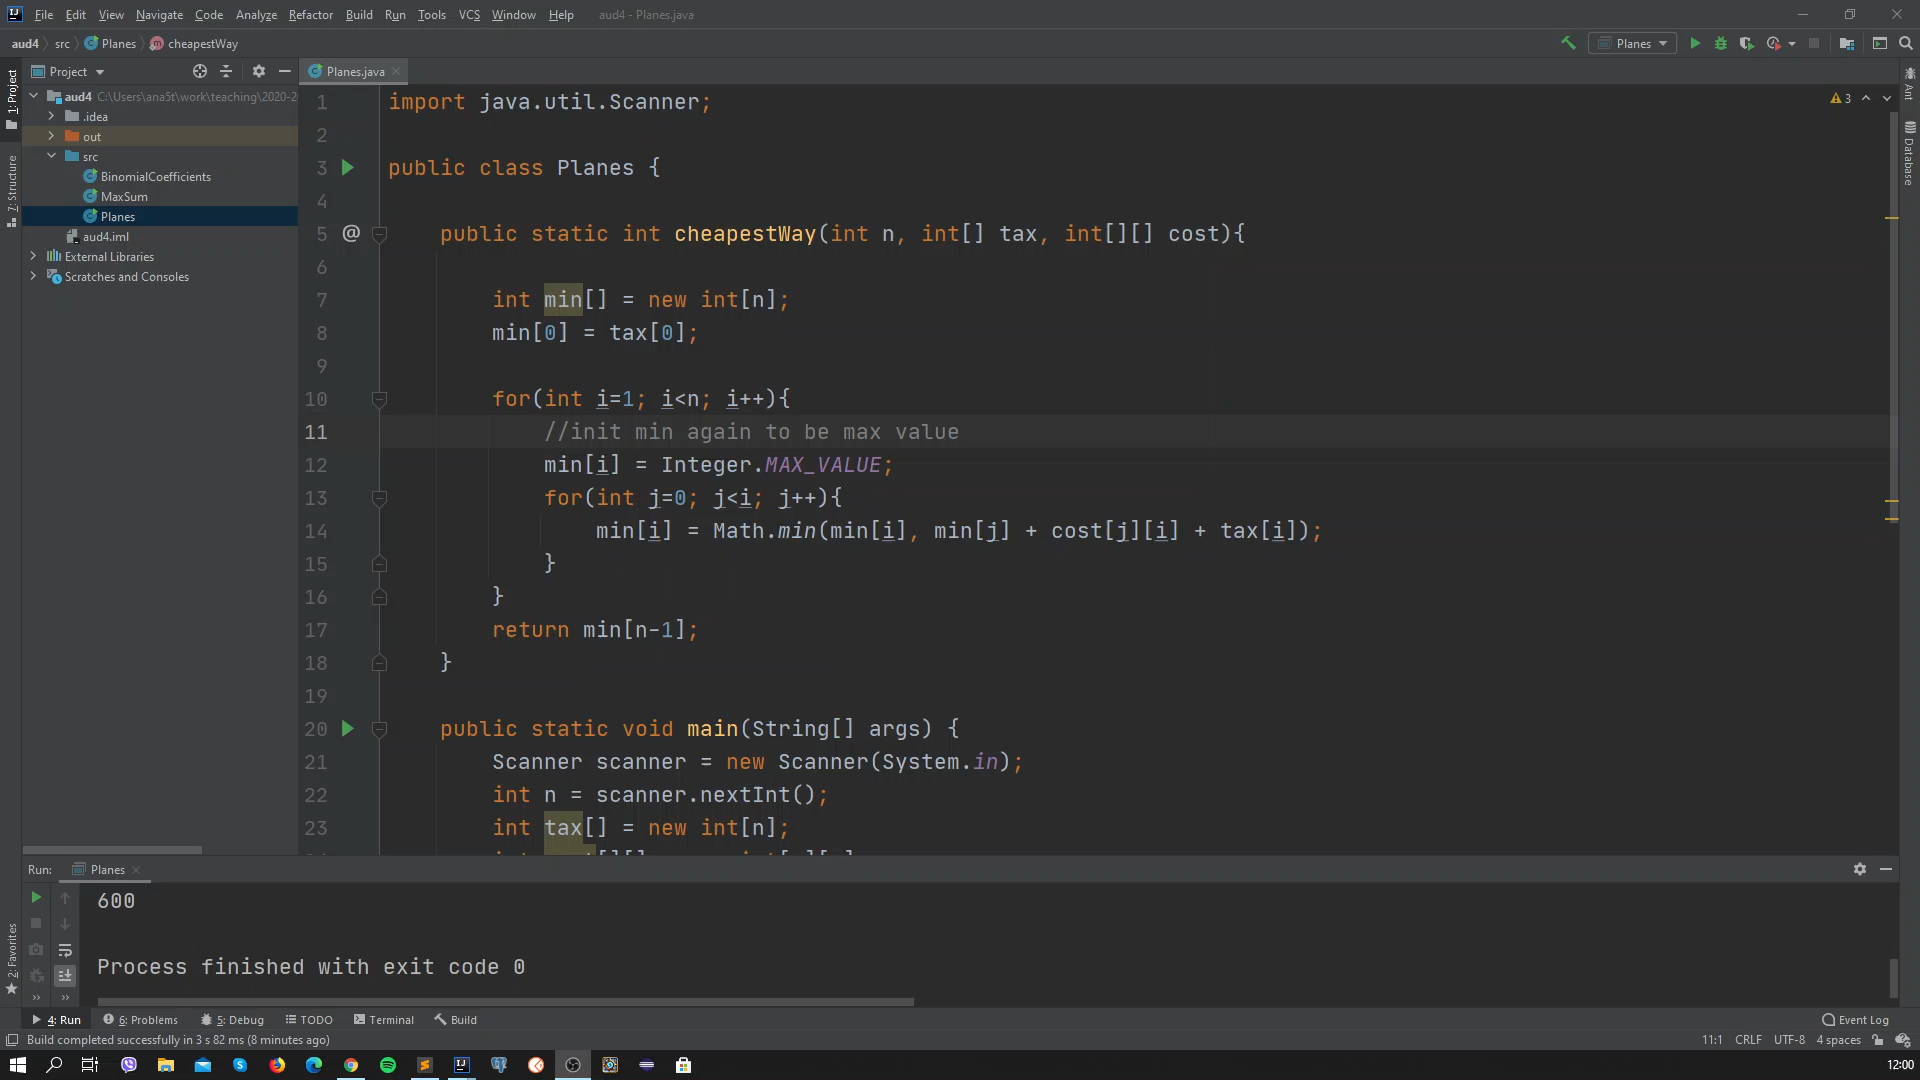 File Edit View Navigate Code Analyze Refactor Build Run Tools VCS Window Help aud4 - Planes.java
aud4 src Planes cheapestWay
Planes
Project
Planes.java
1: Project
7: Structure
2: Favorites
Ant
Database
aud4 C:\Users\ana5t\work\teaching\2020-2
.idea
out
src
BinomialCoefficients
MaxSum
Planes
aud4.iml
External Libraries
Scratches and Consoles
3
1 import java.util.Scanner;
2
3 public class Planes {
4
5 @ public static int cheapestWay(int n, int[] tax, int[][] cost){
6
7 int min[] = new int[n];
8 min[0] = tax[0];
9
10 for(int i=1; i<n; i++){
11 //init min again to be max value
12 min[i] = Integer.MAX_VALUE;
13 for(int j=0; j<i; j++){
14 min[i] = Math.min(min[i], min[j] + cost[j][i] + tax[i]);
15 }
16 }
17 return min[n-1];
18 }
19
20 public static void main(String[] args) {
21 Scanner scanner = new Scanner(System.in);
22 int n = scanner.nextInt();
23 int tax[] = new int[n];
Run: Planes
600
Process finished with exit code 0
4: Run 6: Problems 5: Debug TODO Terminal Build Event Log
Build completed successfully in 3 s 82 ms (8 minutes ago) 11:1 CRLF UTF-8 4 spaces
12:00